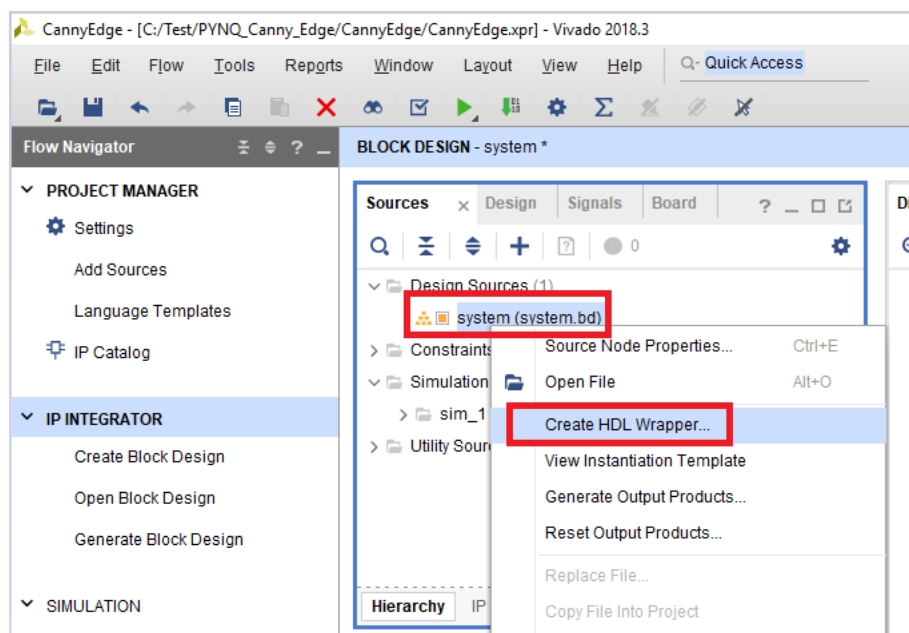 CannyEdge - [C:/Test/PYNQ_Canny_Edge/CannyEdge/CannyEdge.xpr] - Vivado 2018.3
File Edit Flow Tools Reports Window Layout View Help Quick Access
Flow Navigator ? _
BLOCK DESIGN - system *
PROJECT MANAGER
Settings
Add Sources
Language Templates
IP Catalog
IP INTEGRATOR
Create Block Design
Open Block Design
Generate Block Design
SIMULATION
Sources × Design Signals Board ? _
? 0
Design Sources (1)
system (system.bd)
Constraints
Simulation
sim_1
Utility Sour
Hierarchy IP
Source Node Properties... Ctrl+E
Open File Alt+O
Create HDL Wrapper...
View Instantiation Template
Generate Output Products...
Reset Output Products...
Replace File...
Copy File Into Project